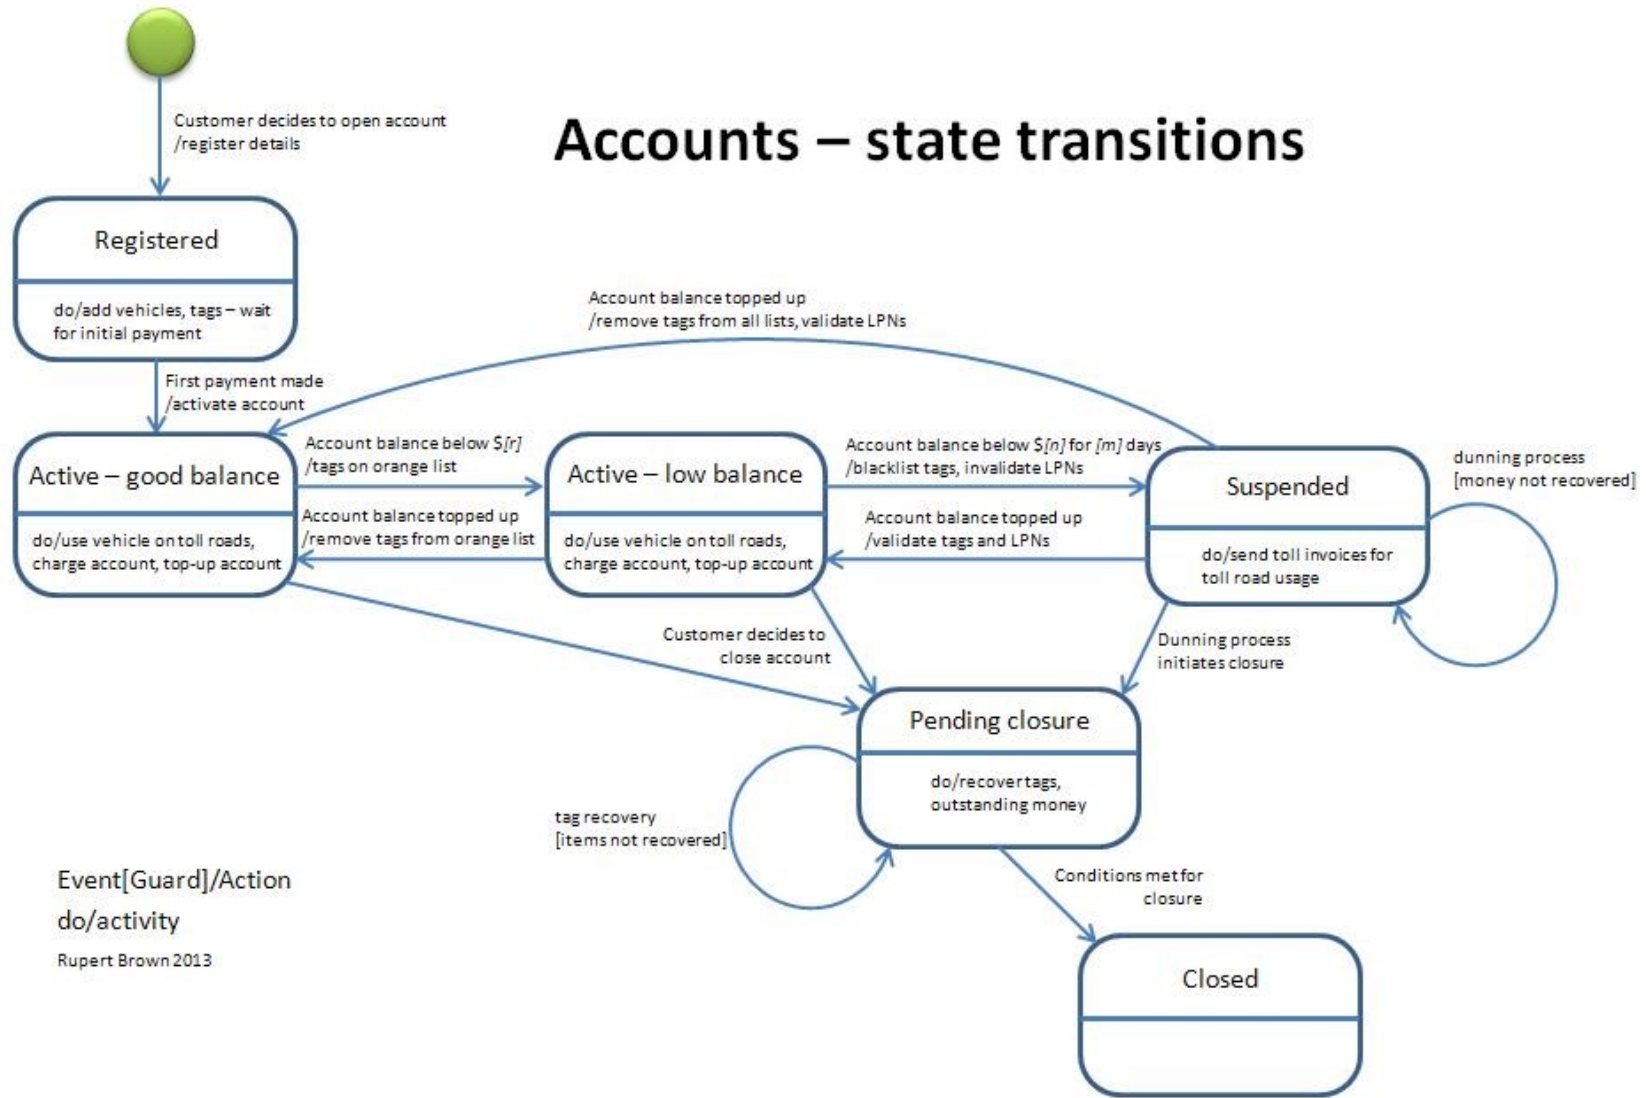 Customer decides to open account
/register details
Accounts – state transitions
Registered
do/add vehicles, tags – wait
for initial payment
Account balance topped up
/remove tags from all lists, validate LPNs
First payment made
/activate account
Active – good balance
do/use vehicle on toll roads,
charge account, top-up account
Account balance below $[r]
/tags on orange list
Account balance topped up
/remove tags from orange list
Active – low balance
do/use vehicle on toll roads,
charge account, top-up account
Account balance below $[n] for [m] days
/blacklist tags, invalidate LPNs
Account balance topped up
/validate tags and LPNs
Suspended
do/send toll invoices for
toll road usage
dunning process
[money not recovered]
Customer decides to
close account
Dunning process
initiates closure
Pending closure
do/recover tags,
outstanding money
tag recovery
[items not recovered]
Conditions met for
closure
Closed
Event[Guard]/Action
do/activity
Rupert Brown 2013